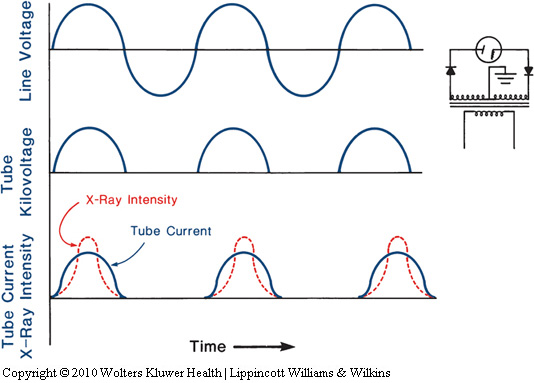 Line Voltage
Tube
Kilovoltage
X-Ray Intensity
Tube Current
Tube Current
X-Ray Intensity
Time
Copyright © 2010 Wolters Kluwer Health | Lippincott Williams & Wilkins